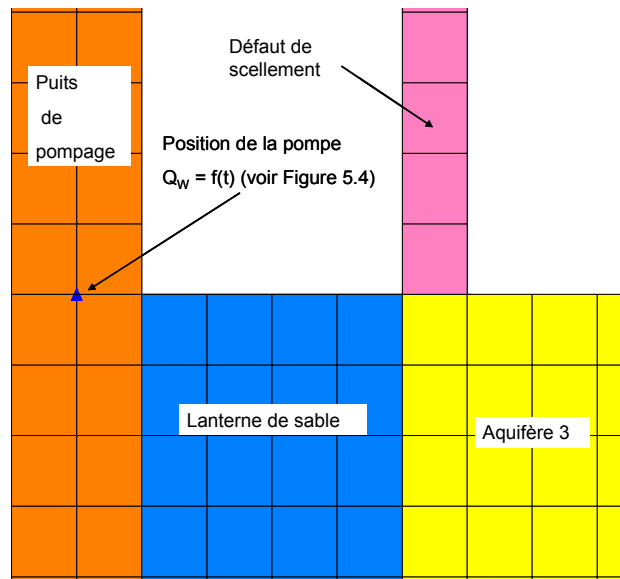 Puits
de
pompage
Défaut de
scellement
Position de la pompe
QW = f(t) (voir Figure 5.4)
Lanterne de sable
Aquifère 3